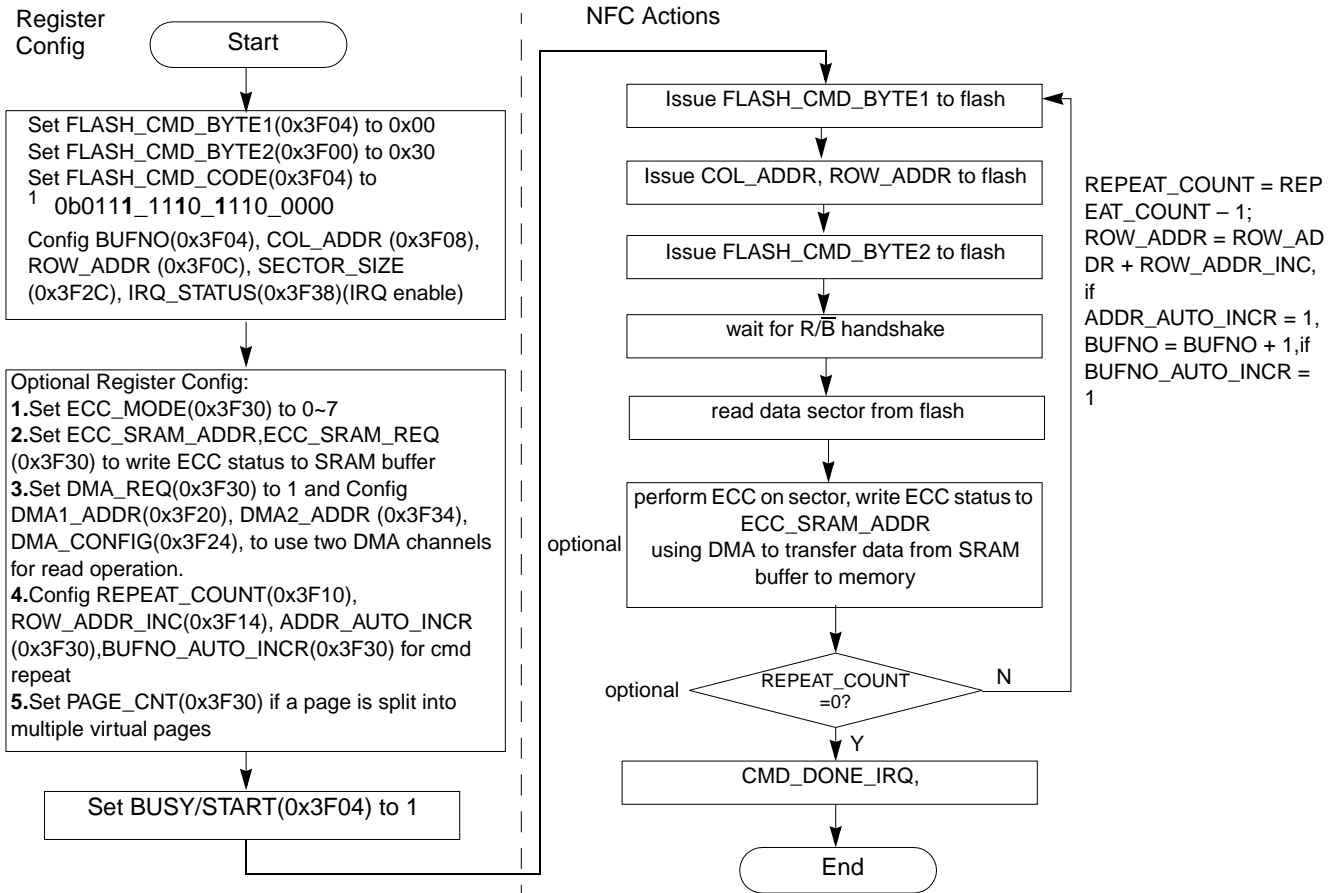 Register
Config
Start
Set FLASH_CMD_BYTE1(0x3F04) to 0x00
Set FLASH_CMD_BYTE2(0x3F00) to 0x30
Set FLASH_CMD_CODE(0x3F04) to
1 0b0111_1110_1110_0000
Config BUFNO(0x3F04), COL_ADDR (0x3F08),
ROW_ADDR (0x3F0C), SECTOR_SIZE
(0x3F2C), IRQ_STATUS(0x3F38)(IRQ enable)
Optional Register Config:
1.Set ECC_MODE(0x3F30) to 0~7
2.Set ECC_SRAM_ADDR,ECC_SRAM_REQ
(0x3F30) to write ECC status to SRAM buffer
3.Set DMA_REQ(0x3F30) to 1 and Config
DMA1_ADDR(0x3F20), DMA2_ADDR (0x3F34),
DMA_CONFIG(0x3F24), to use two DMA channels
for read operation.
4.Config REPEAT_COUNT(0x3F10),
ROW_ADDR_INC(0x3F14), ADDR_AUTO_INCR
(0x3F30),BUFNO_AUTO_INCR(0x3F30) for cmd
repeat
5.Set PAGE_CNT(0x3F30) if a page is split into
multiple virtual pages
Set BUSY/START(0x3F04) to 1
NFC Actions
Issue FLASH_CMD_BYTE1 to flash
Issue COL_ADDR, ROW_ADDR to flash
Issue FLASH_CMD_BYTE2 to flash
wait for R/B̅ handshake
read data sector from flash
optional
perform ECC on sector, write ECC status to
ECC_SRAM_ADDR
using DMA to transfer data from SRAM
buffer to memory
optional
REPEAT_COUNT
=0?
N
Y
CMD_DONE_IRQ,
End
REPEAT_COUNT = REP
EAT_COUNT – 1;
ROW_ADDR = ROW_AD
DR + ROW_ADDR_INC,
if
ADDR_AUTO_INCR = 1,
BUFNO = BUFNO + 1,if
BUFNO_AUTO_INCR =
1